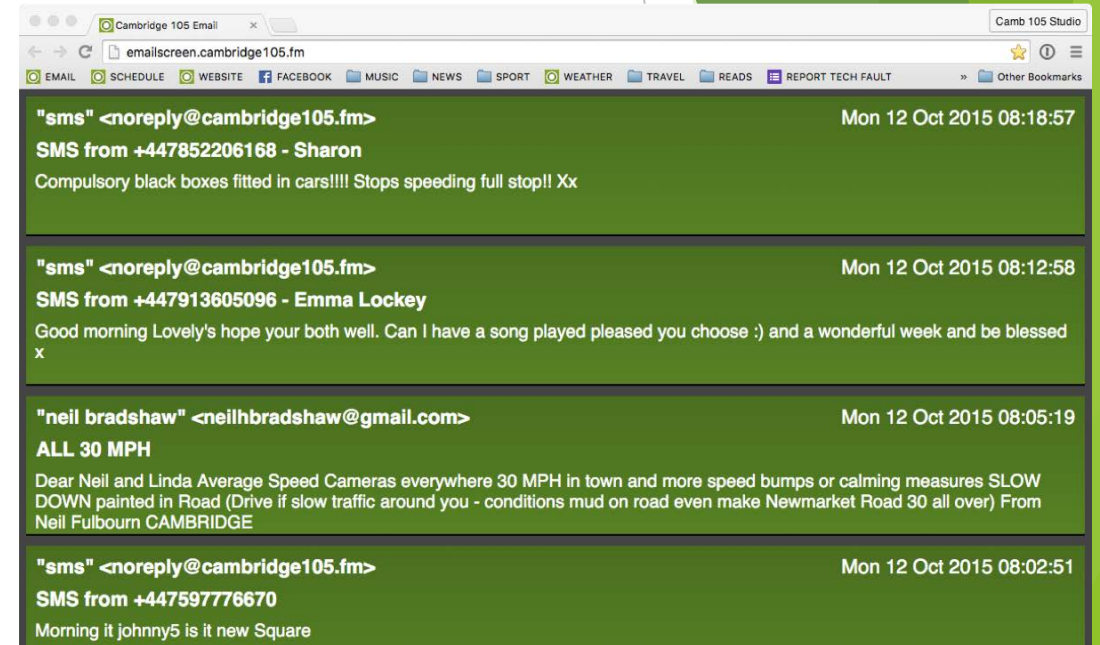 Cambridge 105 Email
Camb 105 Studio
emailscreen.cambridge105.fm
EMAIL SCHEDULE WEBSITE FACEBOOK MUSIC NEWS SPORT WEATHER TRAVEL READS REPORT TECH FAULT » Other Bookmarks
"sms" <noreply@cambridge105.fm> Mon 12 Oct 2015 08:18:57
SMS from +447852206168 - Sharon
Compulsory black boxes fitted in cars!!!! Stops speeding full stop!! Xx
"sms" <noreply@cambridge105.fm> Mon 12 Oct 2015 08:12:58
SMS from +447913605096 - Emma Lockey
Good morning Lovely's hope your both well. Can I have a song played pleased you choose :) and a wonderful week and be blessed
x
"neil bradshaw" <neilhbradshaw@gmail.com> Mon 12 Oct 2015 08:05:19
ALL 30 MPH
Dear Neil and Linda Average Speed Cameras everywhere 30 MPH in town and more speed bumps or calming measures SLOW
DOWN painted in Road (Drive if slow traffic around you - conditions mud on road even make Newmarket Road 30 all over) From
Neil Fulbourn CAMBRIDGE
"sms" <noreply@cambridge105.fm> Mon 12 Oct 2015 08:02:51
SMS from +447597776670
Morning it johnny5 is it new Square